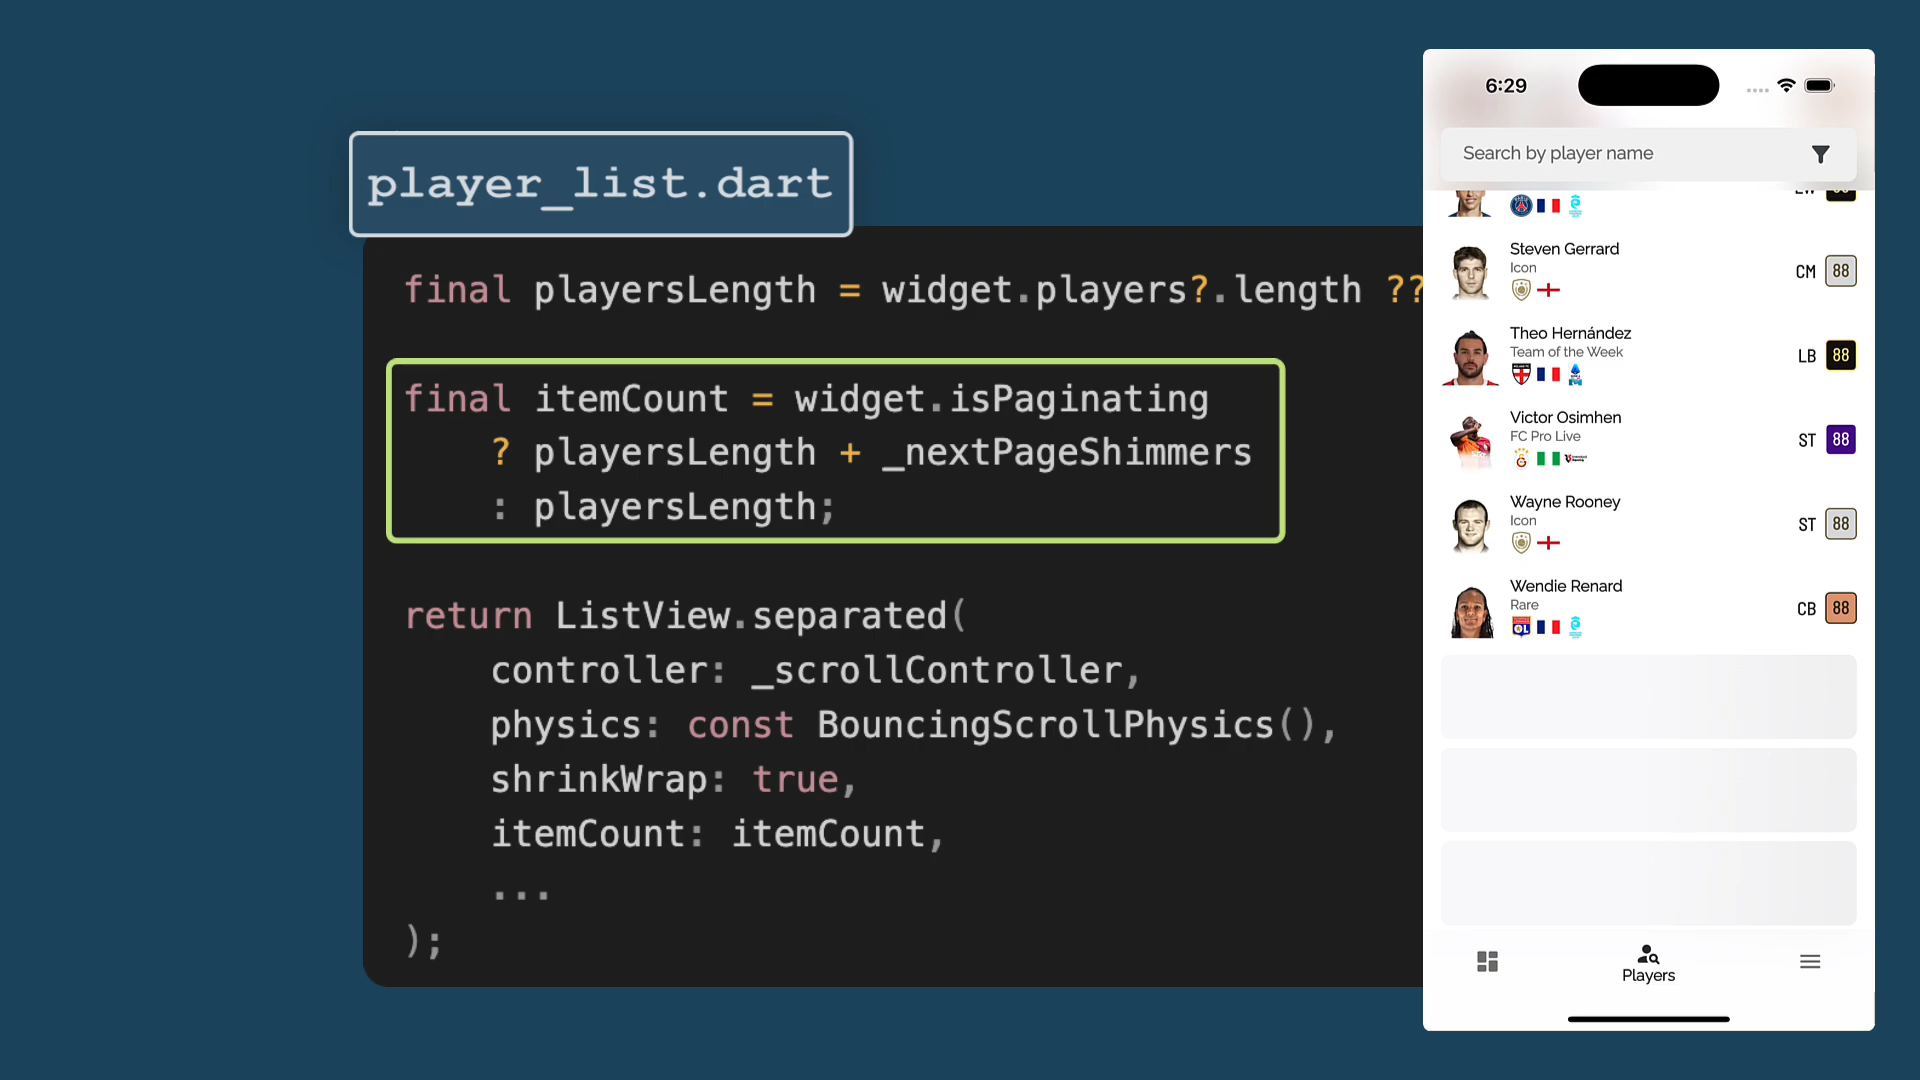 player_list.dart
final playersLength = widget.players?.length ??
final itemCount = widget.isPaginating
? playersLength + _nextPageShimmers
: playersLength;
return ListView.separated(
controller: _scrollController,
physics: const BouncingScrollPhysics(),
shrinkWrap: true,
itemCount: itemCount,
...
);
6:29
Search by player name
Steven Gerrard
Icon
CM 88
Theo Hernández
Team of the Week
LB 88
Victor Osimhen
FC Pro Live
ST 88
Wayne Rooney
Icon
ST 88
Wendie Renard
Rare
CB 88
Players